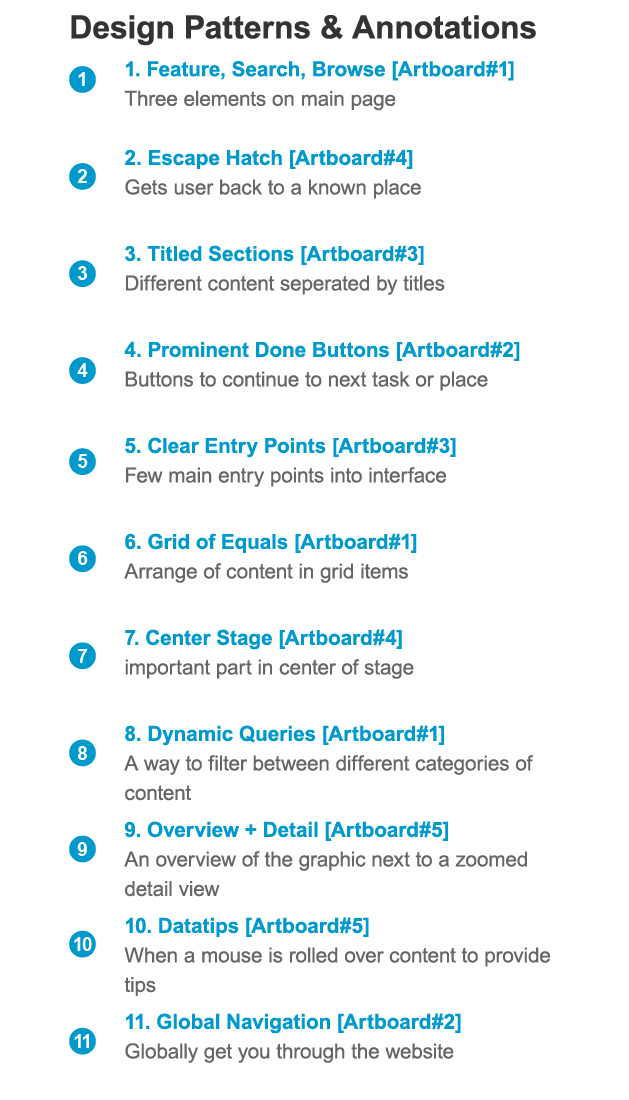 Design Patterns & Annotations
1
1. Feature, Search, Browse [Artboard#1]
Three elements on main page
2
2. Escape Hatch [Artboard#4]
Gets user back to a known place
3
3. Titled Sections [Artboard#3]
Different content seperated by titles
4
4. Prominent Done Buttons [Artboard#2]
Buttons to continue to next task or place
5
5. Clear Entry Points [Artboard#3]
Few main entry points into interface
6
6. Grid of Equals [Artboard#1]
Arrange of content in grid items
7
7. Center Stage [Artboard#4]
important part in center of stage
8
8. Dynamic Queries [Artboard#1]
A way to filter between different categories of
content
9
9. Overview + Detail [Artboard#5]
An overview of the graphic next to a zoomed
detail view
10
10. Datatips [Artboard#5]
When a mouse is rolled over content to provide
tips
11
11. Global Navigation [Artboard#2]
Globally get you through the website